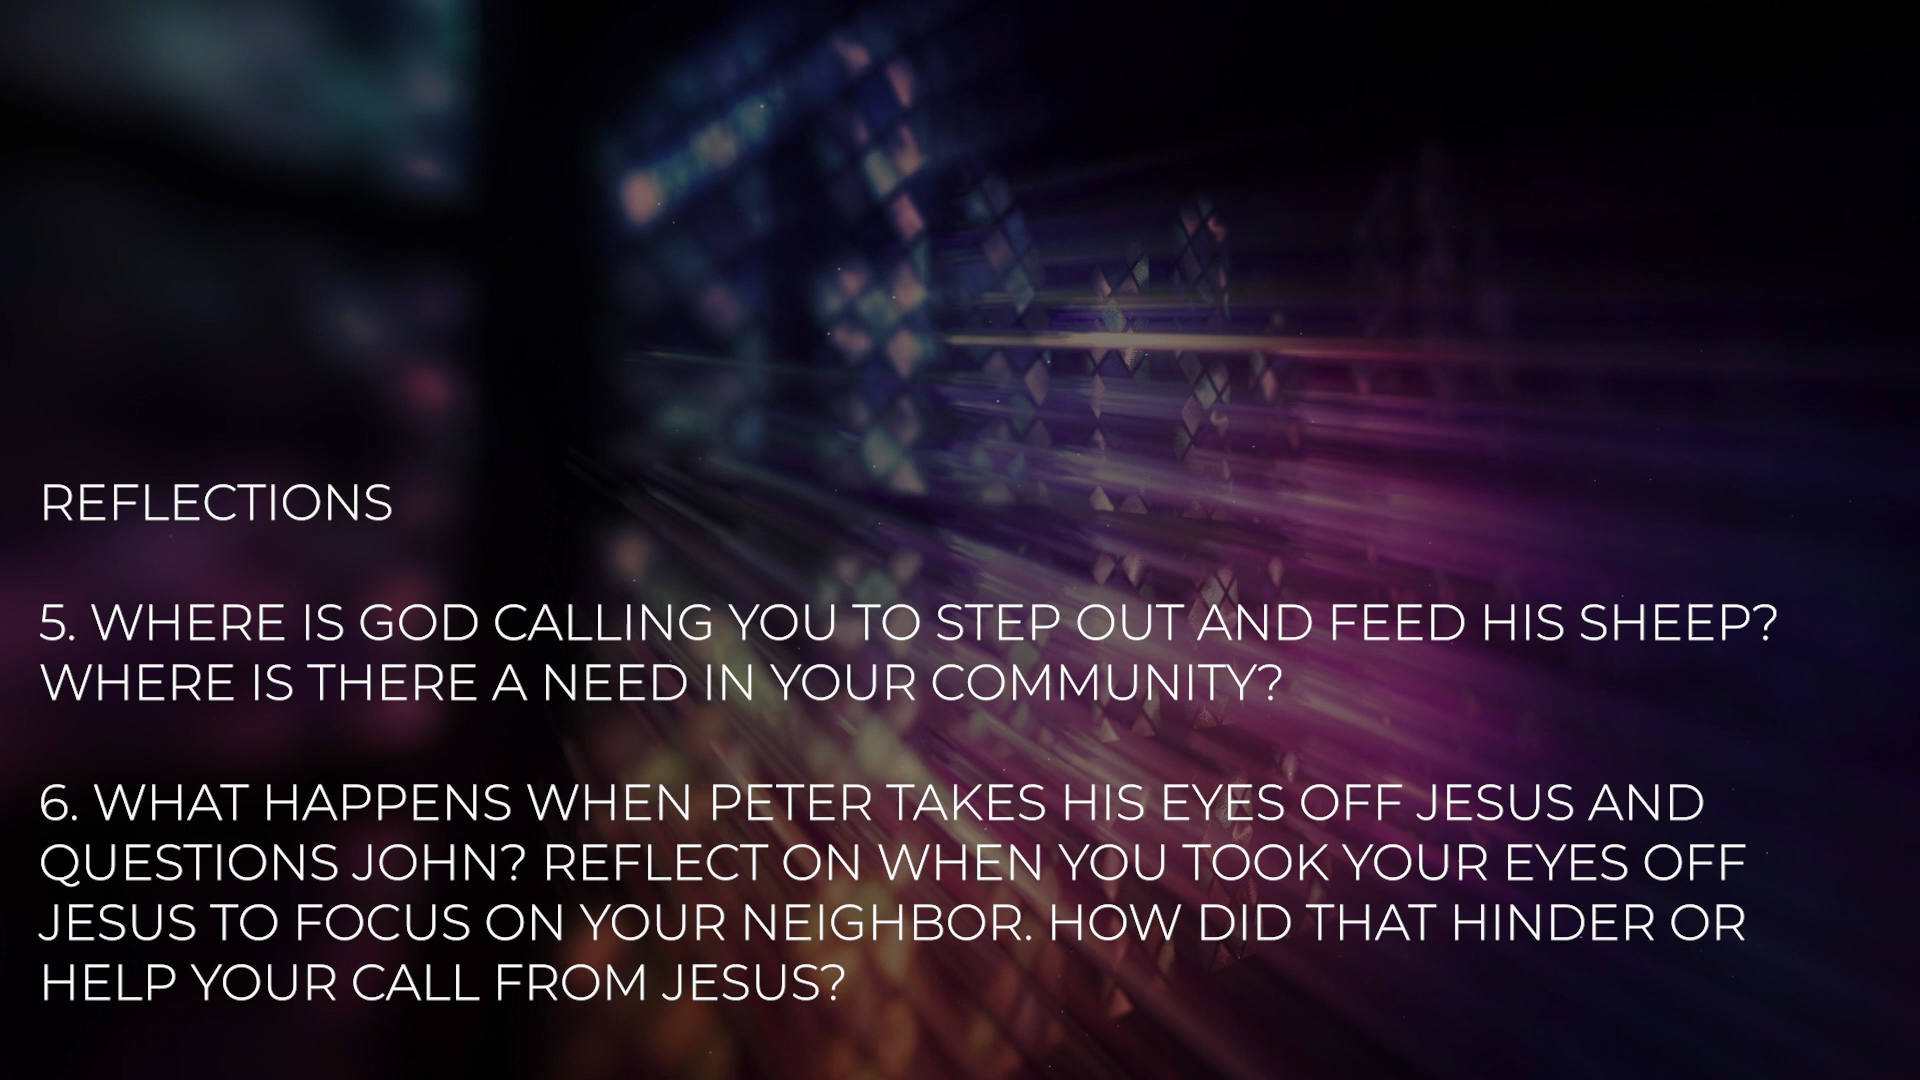 REFLECTIONS
5. WHERE IS GOD CALLING YOU TO STEP OUT AND FEED HIS SHEEP?
WHERE IS THERE A NEED IN YOUR COMMUNITY?
6. WHAT HAPPENS WHEN PETER TAKES HIS EYES OFF JESUS AND
QUESTIONS JOHN? REFLECT ON WHEN YOU TOOK YOUR EYES OFF
JESUS TO FOCUS ON YOUR NEIGHBOR. HOW DID THAT HINDER OR
HELP YOUR CALL FROM JESUS?